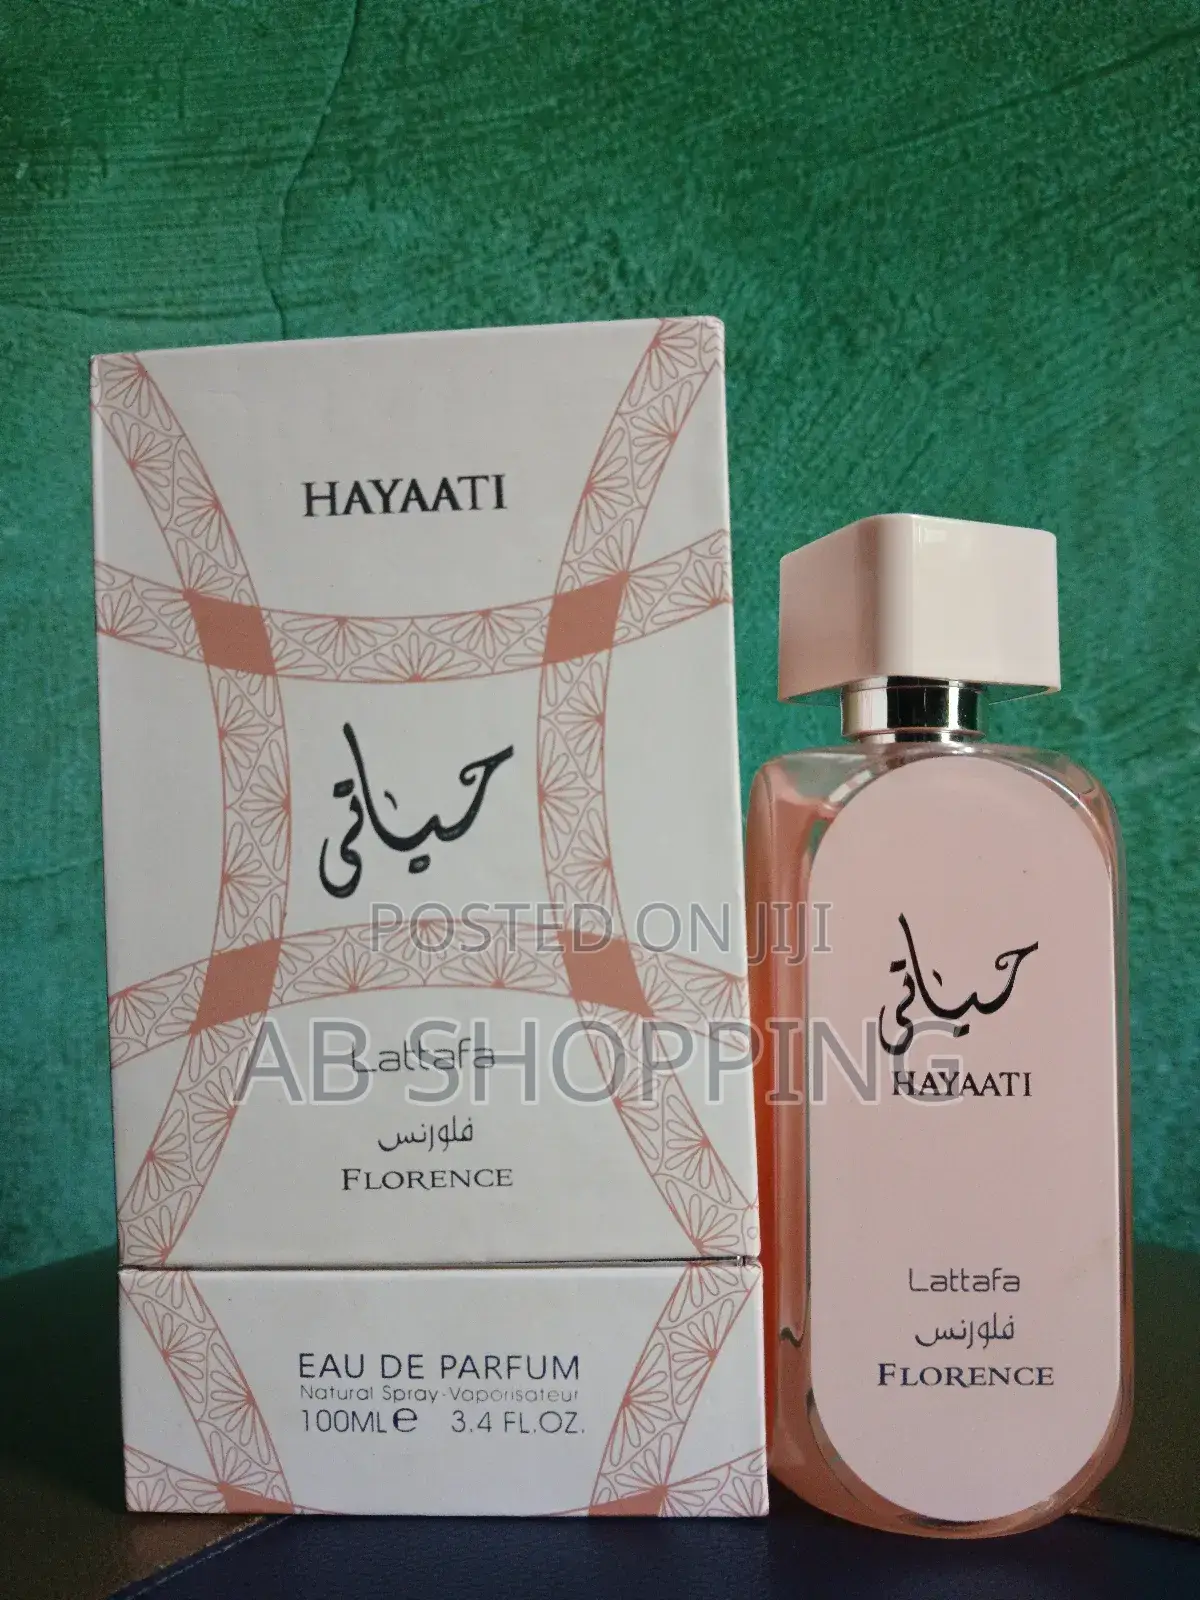 HAYAATI
حياتي
Lattafa
فلورنس
FLORENCE
EAU DE PARFUM
Natural Spray-Vaporisateur
100ML e 3.4 FL.OZ.
حياتي
HAYAATI
Lattafa
فلورنس
FLORENCE
POSTED ON JIJI
AB SHOPPING